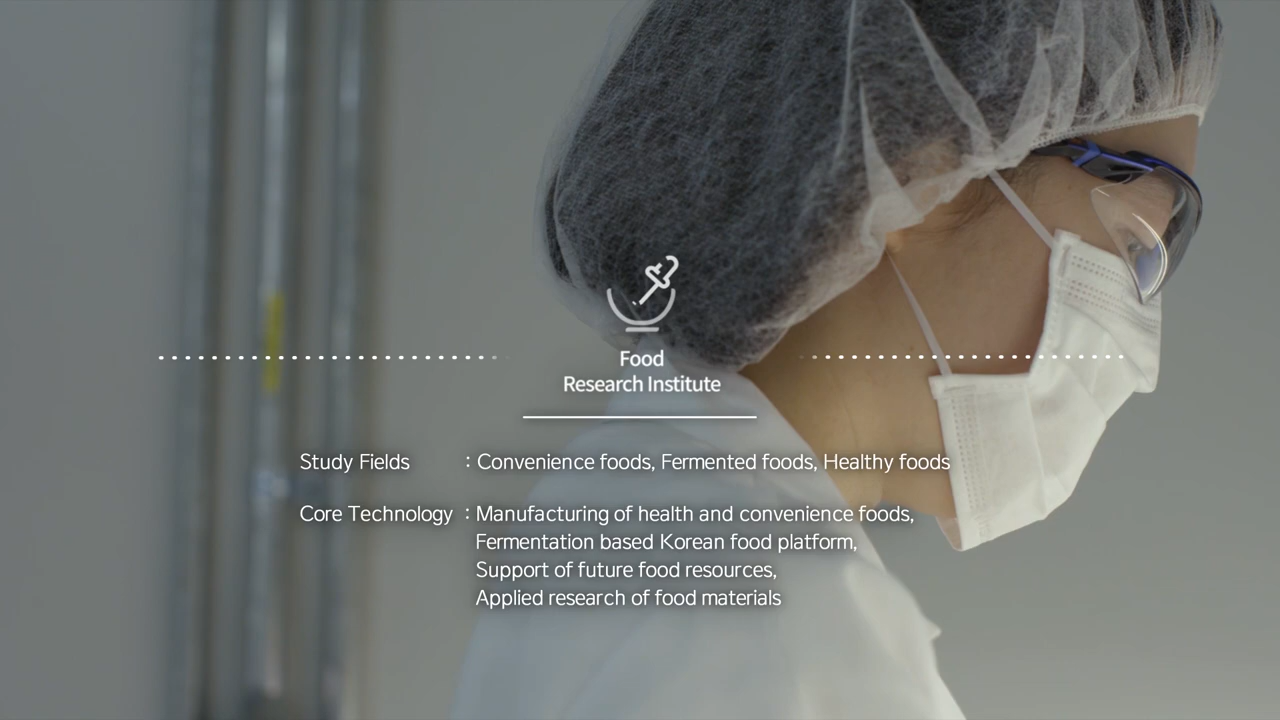 Food
Research Institute
Study Fields : Convenience foods, Fermented foods, Healthy foods
Core Technology : Manufacturing of health and convenience foods,
Fermentation based Korean food platform,
Support of future food resources,
Applied research of food materials